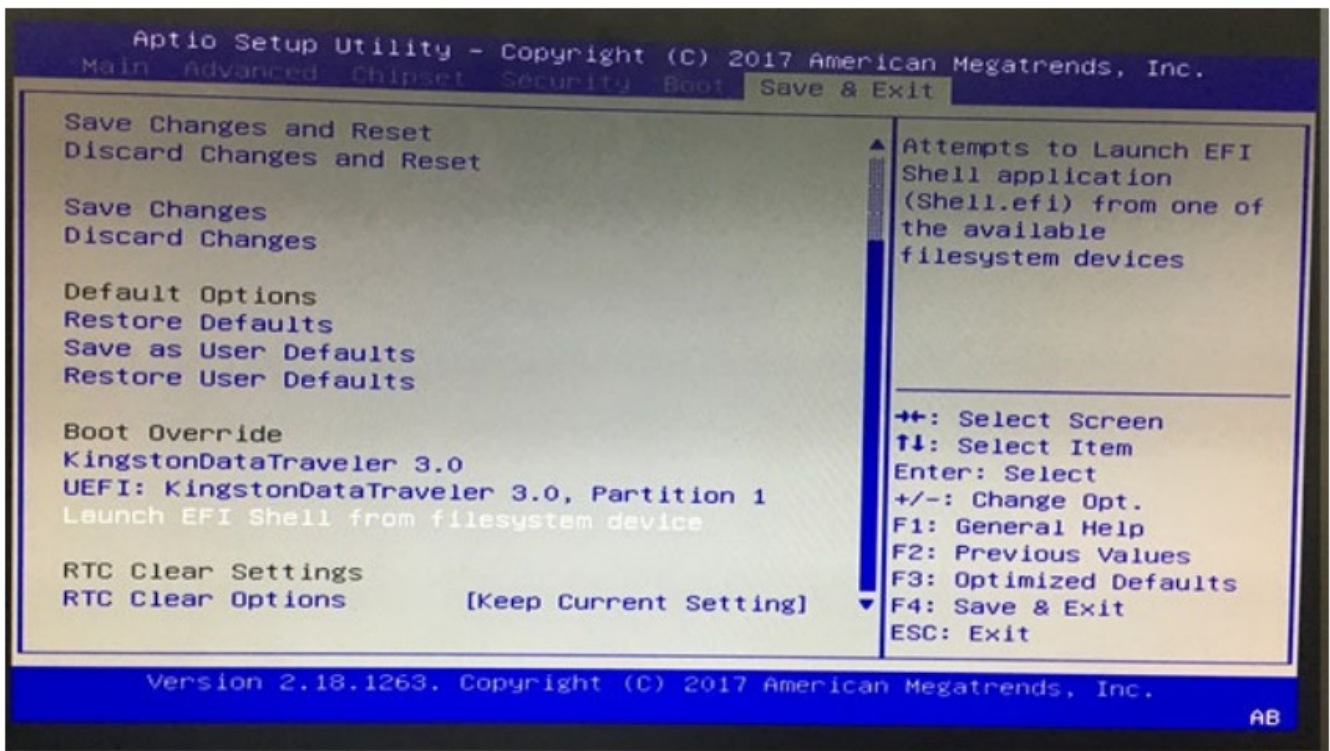 Aptio Setup Utility – Copyright (C) 2017 American Megatrends, Inc.
Main Advanced Chipset Security Boot Save & Exit
Save Changes and Reset
Discard Changes and Reset
Save Changes
Discard Changes
Default Options
Restore Defaults
Save as User Defaults
Restore User Defaults
Boot Override
KingstonDataTraveler 3.0
UEFI: KingstonDataTraveler 3.0, Partition 1
Launch EFI Shell from filesystem device
RTC Clear Settings
RTC Clear Options [Keep Current Setting]
Attempts to Launch EFI
Shell application
(Shell.efi) from one of
the available
filesystem devices
→←: Select Screen
↑↓: Select Item
Enter: Select
+/-: Change Opt.
F1: General Help
F2: Previous Values
F3: Optimized Defaults
F4: Save & Exit
ESC: Exit
Version 2.18.1263. Copyright (C) 2017 American Megatrends, Inc.
AB